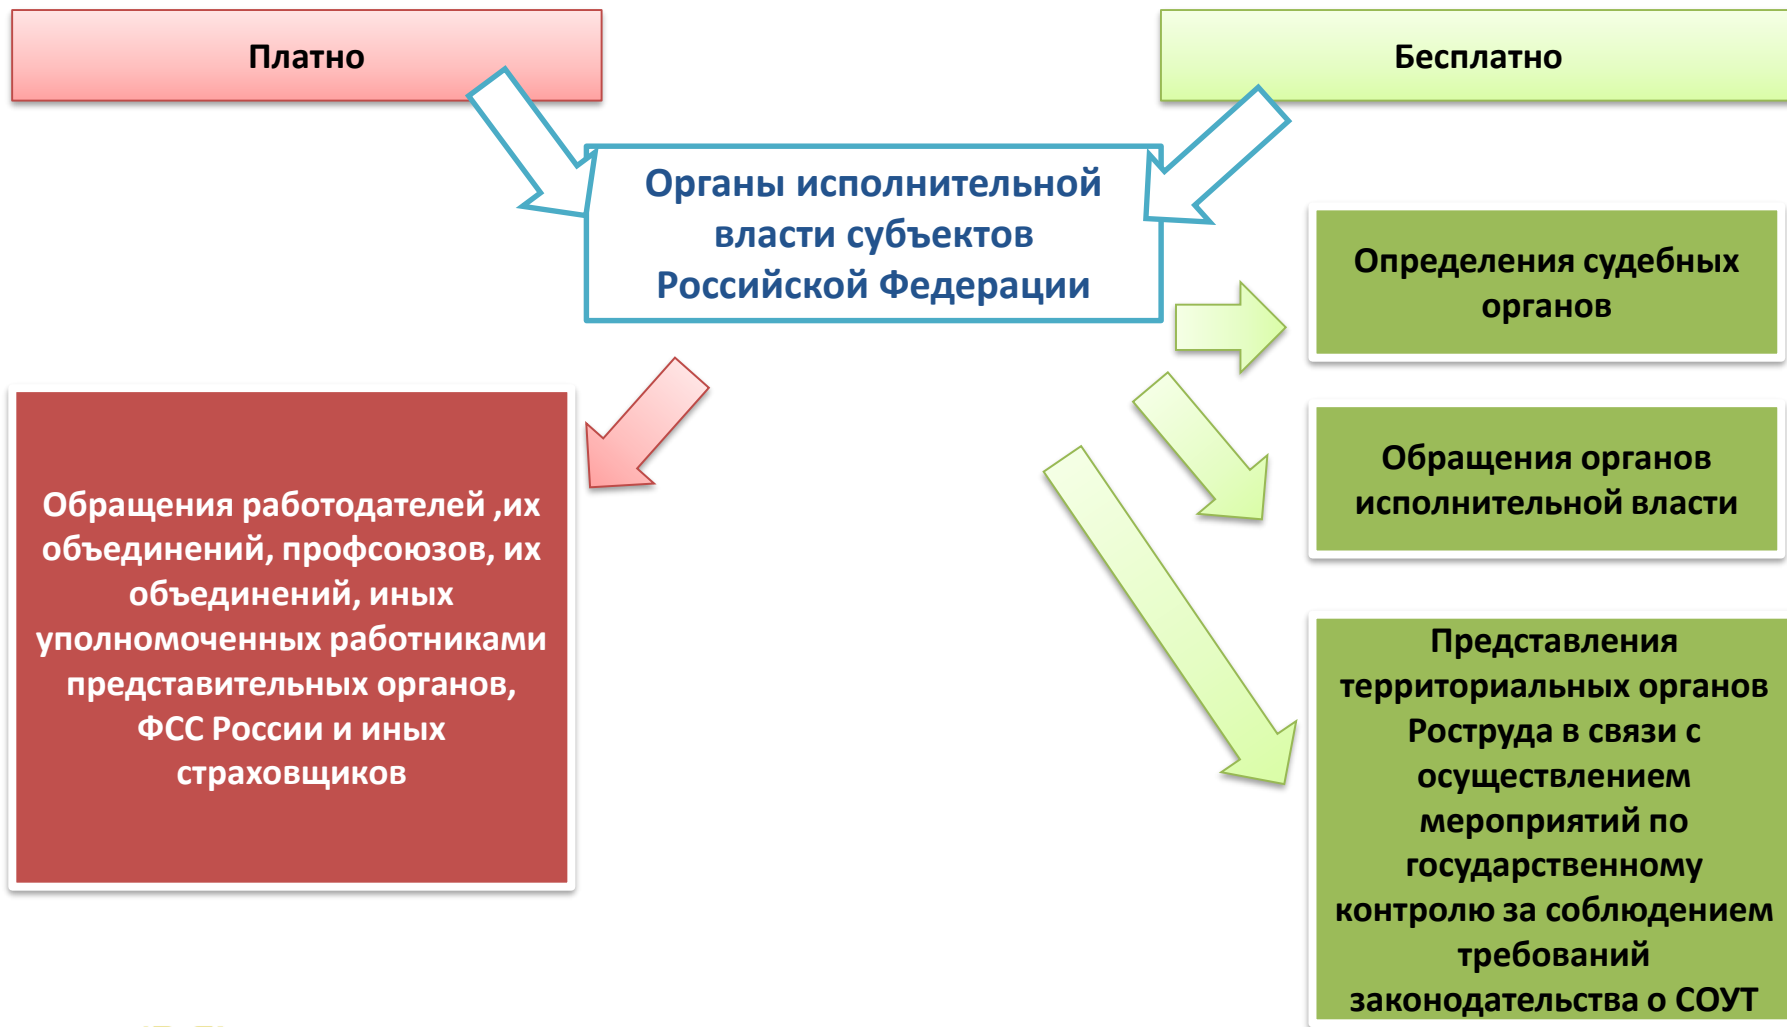 Платно
Бесплатно
Органы исполнительной
власти субъектов
Российской Федерации
Определения судебных
органов
Обращения органов
исполнительной власти
Обращения работодателей ,их
объединений, профсоюзов, их
объединений, иных
уполномоченных работниками
представительных органов,
ФСС России и иных
страховщиков
Представления
территориальных органов
Роструда в связи с
осуществлением
мероприятий по
государственному
контролю за соблюдением
требований
законодательства о СОУТ